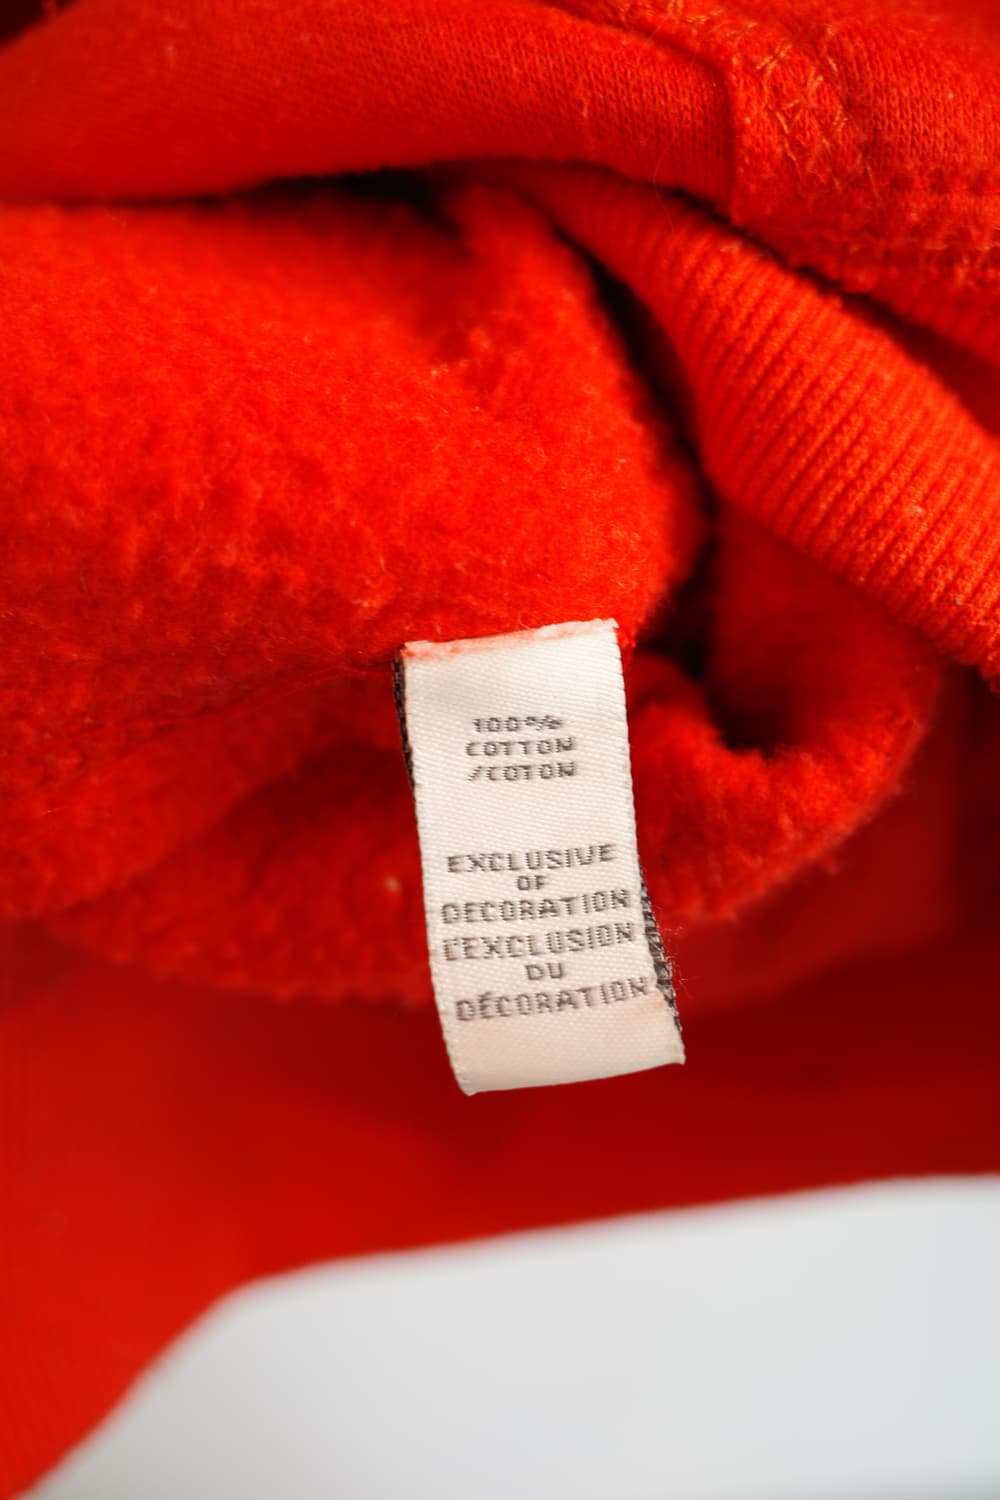 100%
COTTON
/COTON
EXCLUSIVE
OF
DECORATION
L'EXCLUSION
DU
DÉCORATION